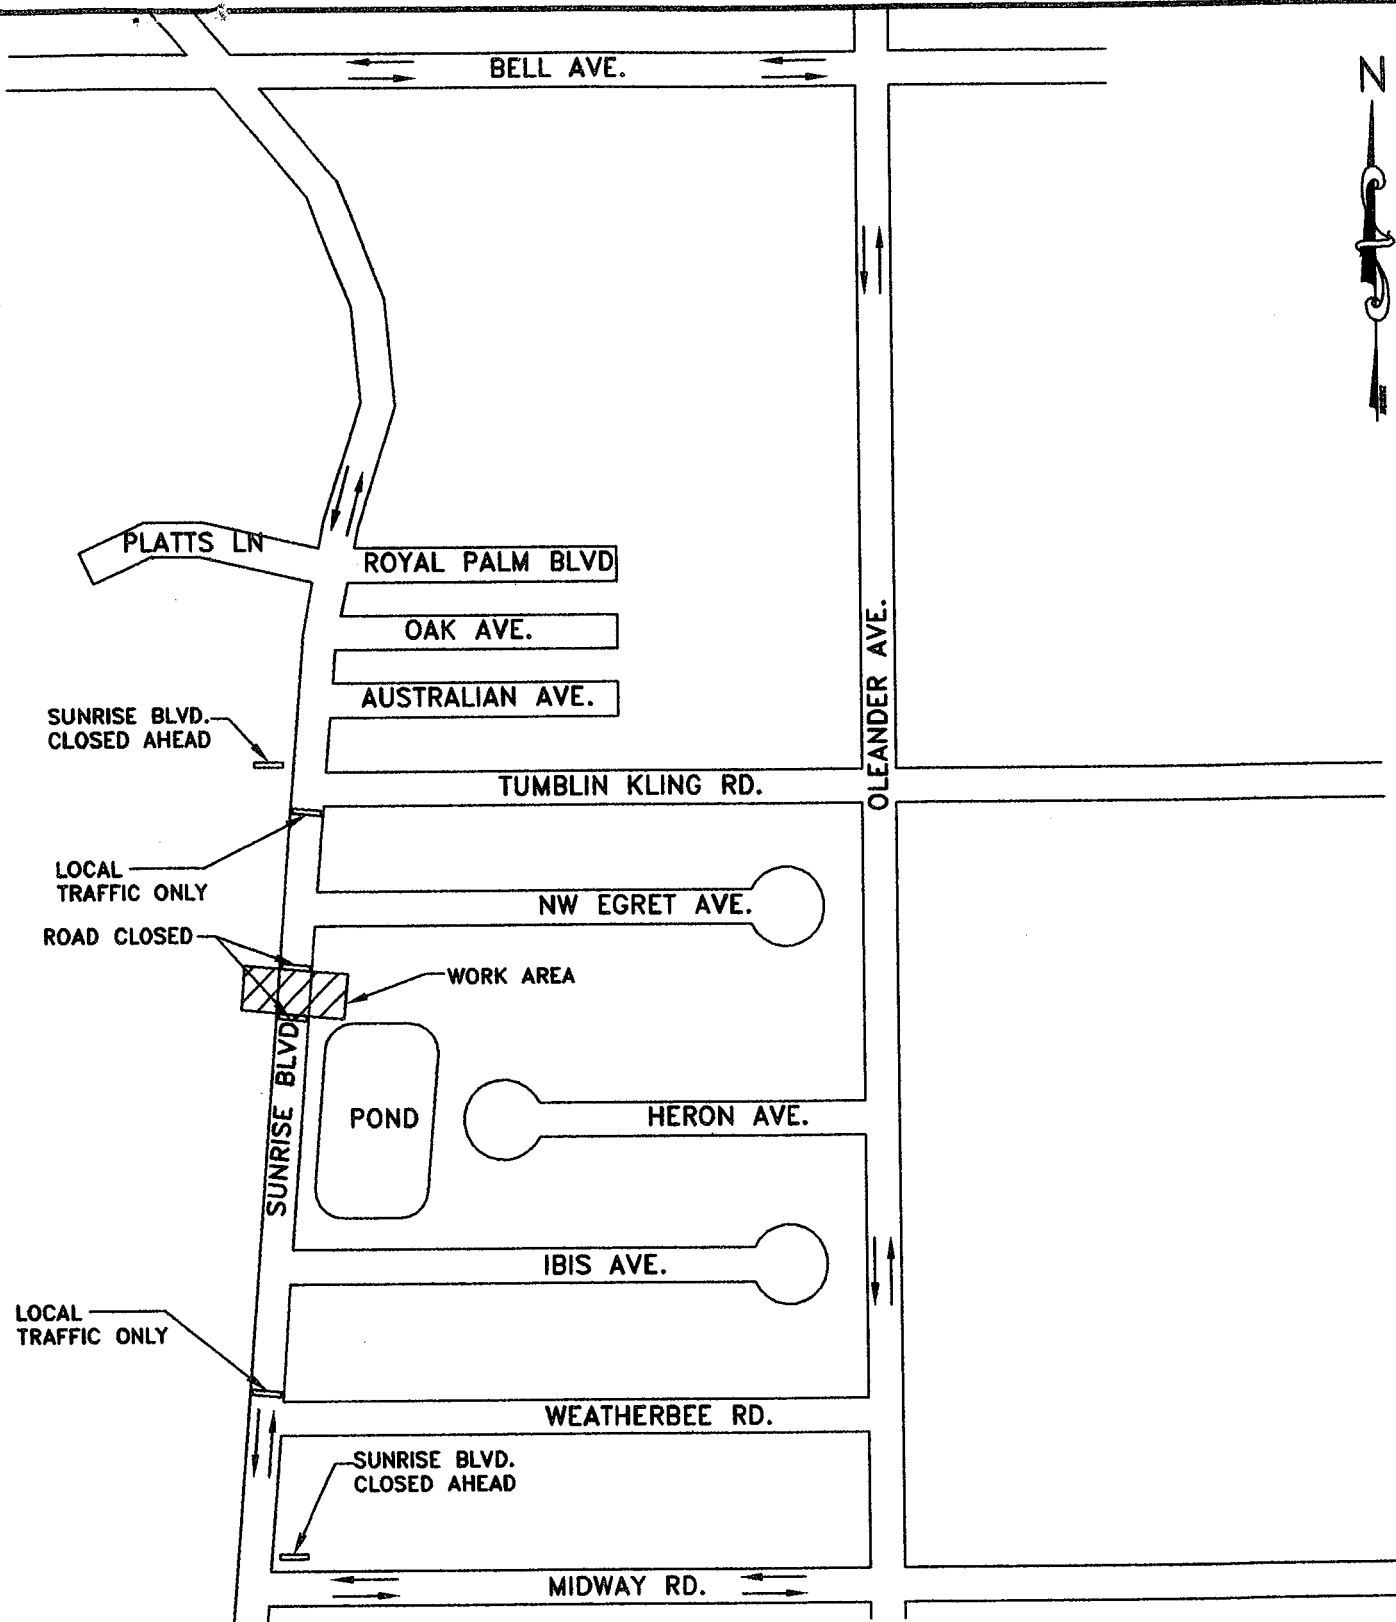 BELL AVE.
N
PLATTS LN
ROYAL PALM BLVD
OAK AVE.
AUSTRALIAN AVE.
OLEANDER AVE.
SUNRISE BLVD.
CLOSED AHEAD
TUMBLIN KLING RD.
LOCAL
TRAFFIC ONLY
NW EGRET AVE.
ROAD CLOSED
WORK AREA
SUNRISE BLVD
POND
HERON AVE.
IBIS AVE.
LOCAL
TRAFFIC ONLY
WEATHERBEE RD.
SUNRISE BLVD.
CLOSED AHEAD
MIDWAY RD.